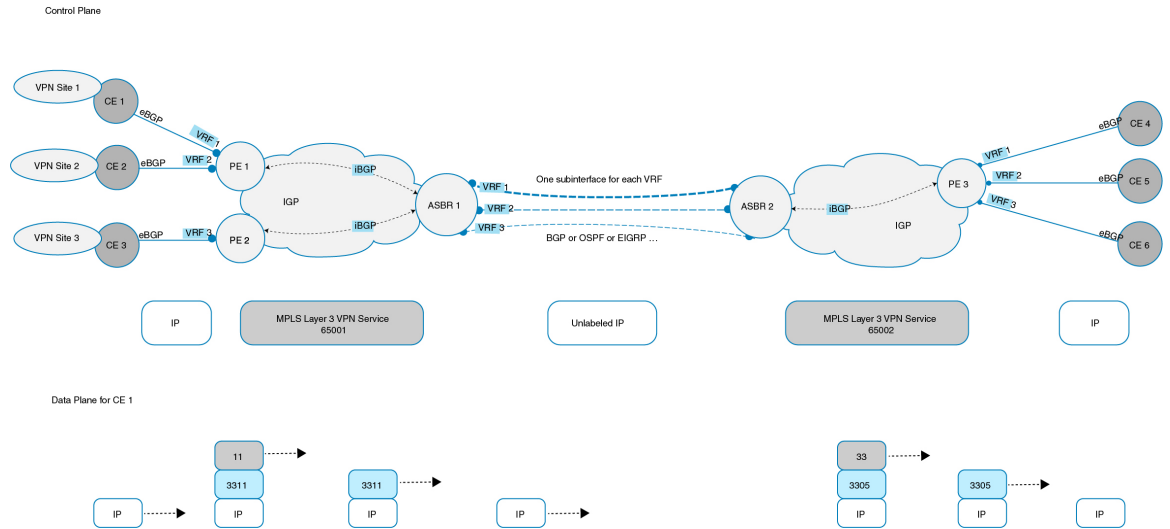 Control Plane
VPN Site 1
CE 1
eBGP
VRF 1
VPN Site 2
CE 2
eBGP
VRF 2
PE 1
iBGP
IGP
VPN Site 3
CE 3
eBGP
VRF 3
PE 2
iBGP
ASBR 1
VRF 1
VRF 2
VRF 3
One subinterface for each VRF
BGP or OSPF or EIGRP ...
ASBR 2
iBGP
IGP
PE 3
VRF 1
VRF 2
VRF 3
eBGP
CE 4
eBGP
CE 5
eBGP
CE 6
IP
MPLS Layer 3 VPN Service
65001
Unlabeled IP
MPLS Layer 3 VPN Service
65002
IP
Data Plane for CE 1
IP
11
3311
IP
3311
IP
IP
33
3305
IP
3305
IP
IP